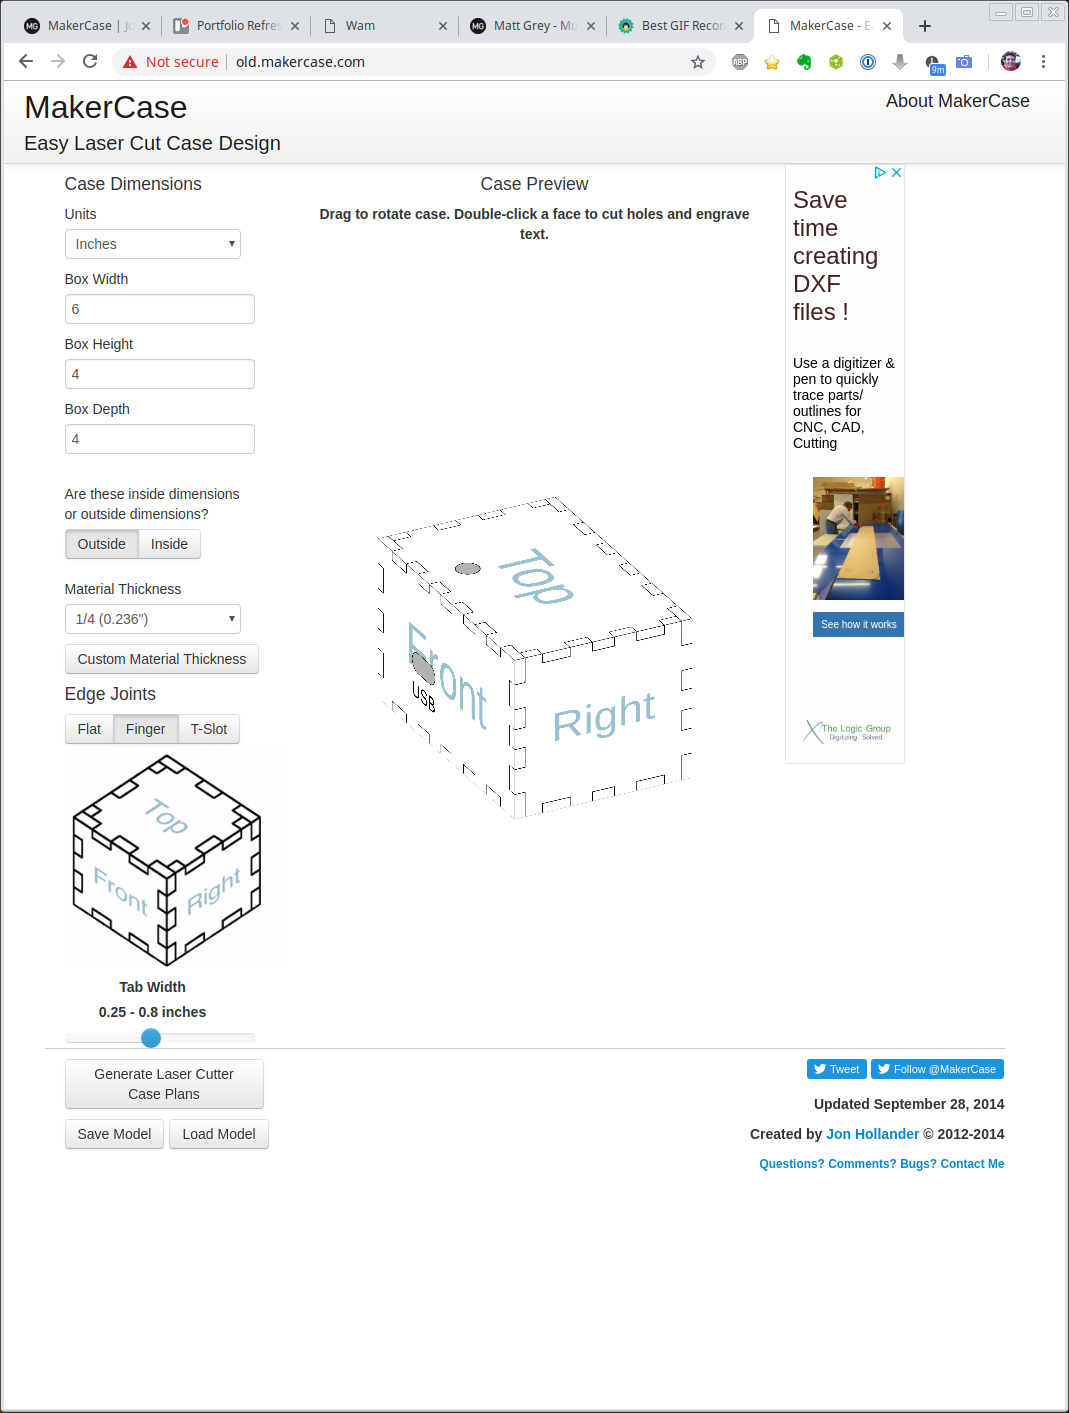 MakerCase | Jo
Portfolio Refres
Wam
Matt Grey - Mu
Best GIF Recor
MakerCase - Ea
Not secure
old.makercase.com
ABP
9m
MakerCase
About MakerCase
Easy Laser Cut Case Design
Case Dimensions
Units
Inches
Box Width
6
Box Height
4
Box Depth
4
Are these inside dimensions
or outside dimensions?
Outside
Inside
Material Thickness
1/4 (0.236")
Custom Material Thickness
Edge Joints
Flat
Finger
T-Slot
Top
Front
Right
Tab Width
0.25 - 0.8 inches
Generate Laser Cutter
Case Plans
Save Model
Load Model
Case Preview
Drag to rotate case. Double-click a face to cut holes and engrave
text.
Top
Front
USB
Right
Save
time
creating
DXF
files !
Use a digitizer &
pen to quickly
trace parts/
outlines for
CNC, CAD,
Cutting
See how it works
The Logic Group
Digitizing. Solved.
Tweet
Follow @MakerCase
Updated September 28, 2014
Created by Jon Hollander © 2012-2014
Questions? Comments? Bugs? Contact Me